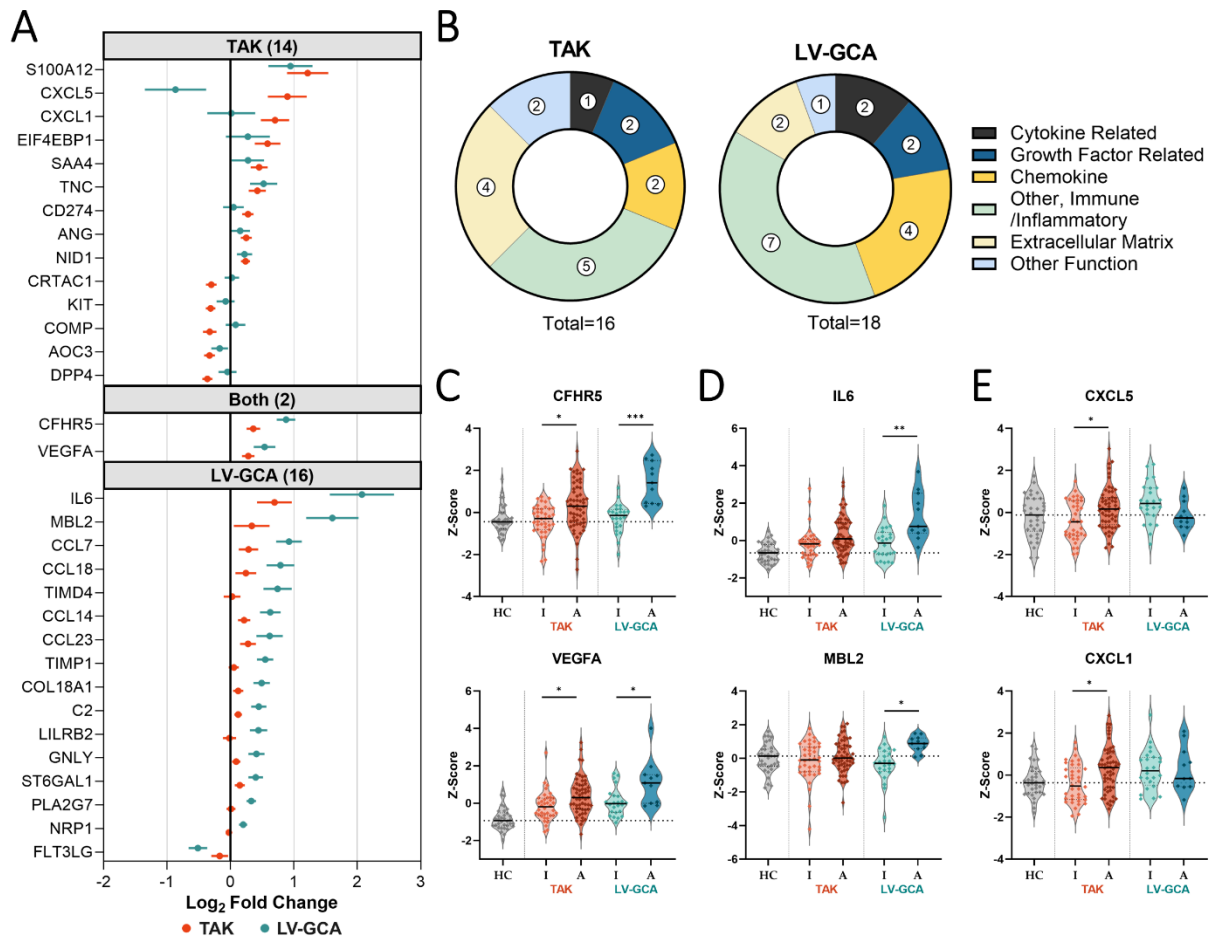 A
TAK (14)
S100A12
CXCL5
CXCL1
EIF4EBP1
SAA4
TNC
CD274
ANG
NID1
CRTAC1
KIT
COMP
AOC3
DPP4
Both (2)
CFHR5
VEGFA
LV-GCA (16)
IL6
MBL2
CCL7
CCL18
TIMD4
CCL14
CCL23
TIMP1
COL18A1
C2
LILRB2
GNLY
ST6GAL1
PLA2G7
NRP1
FLT3LG
-2 -1 0 1 2 3
Log2 Fold Change
TAK LV-GCA
B
TAK
1
2
2
5
4
2
Total=16
LV-GCA
2
2
4
7
2
1
Total=18
Cytokine Related
Growth Factor Related
Chemokine
Other, Immune
/Inflammatory
Extracellular Matrix
Other Function
C
CFHR5
Z-Score
4
2
0
-2
-4
*
***
HC I A I A
TAK LV-GCA
VEGFA
Z-Score
6
4
2
0
-2
*
*
HC I A I A
TAK LV-GCA
D
IL6
Z-Score
6
4
2
0
-2
**
HC I A I A
TAK LV-GCA
MBL2
Z-Score
4
2
0
-2
-4
-6
*
HC I A I A
TAK LV-GCA
E
CXCL5
Z-Score
4
2
0
-2
-4
*
HC I A I A
TAK LV-GCA
CXCL1
Z-Score
4
2
0
-2
-4
*
HC I A I A
TAK LV-GCA